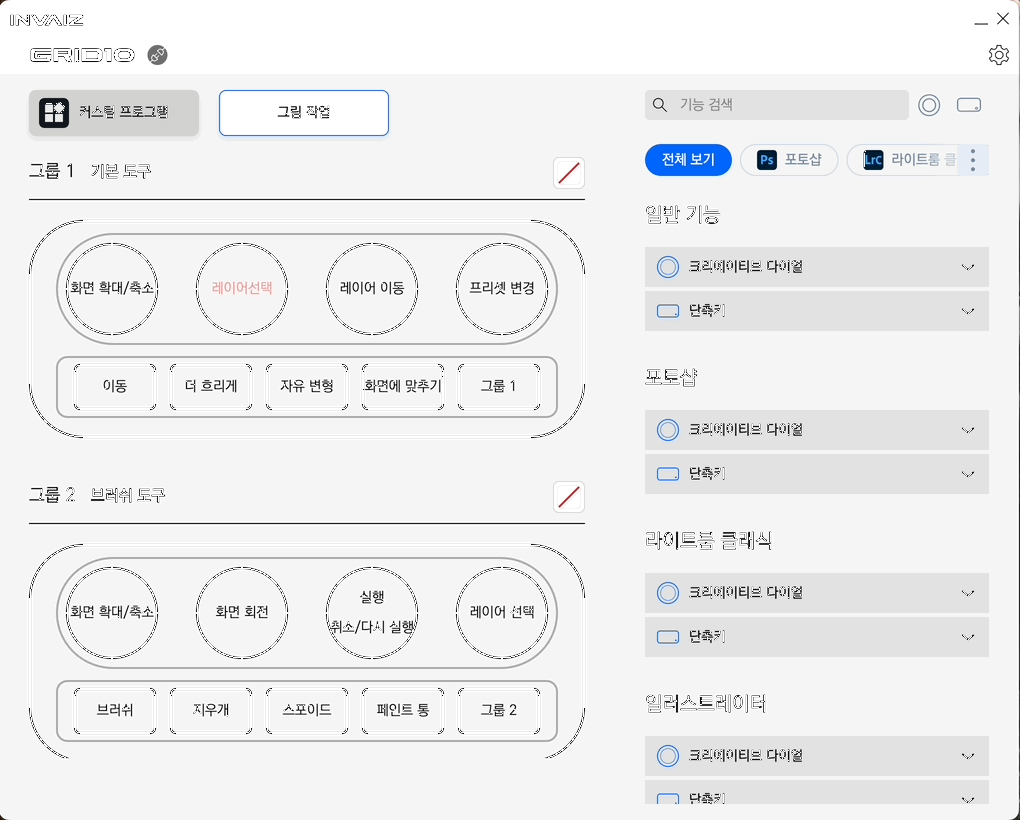 INVAIZ
GRID10
커스텀 프로그램
그림 작업
그룹 1 기본 도구
화면 확대/축소
레이어선택
레이어 이동
프리셋 변경
이동
더 흐리게
자유 변형
화면에 맞추기
그룹 1
그룹 2 브러쉬 도구
화면 확대/축소
화면 회전
실행
취소/다시 실행
레이어 선택
브러쉬
지우개
스포이드
페인트 통
그룹 2
기능 검색
전체 보기
Ps 포토샵
LrC 라이트룸 클
일반 기능
크리에이티브 다이얼
단축키
포토샵
크리에이티브 다이얼
단축키
라이트룸 클래식
크리에이티브 다이얼
단축키
일러스트레이터
크리에이티브 다이얼
단축키